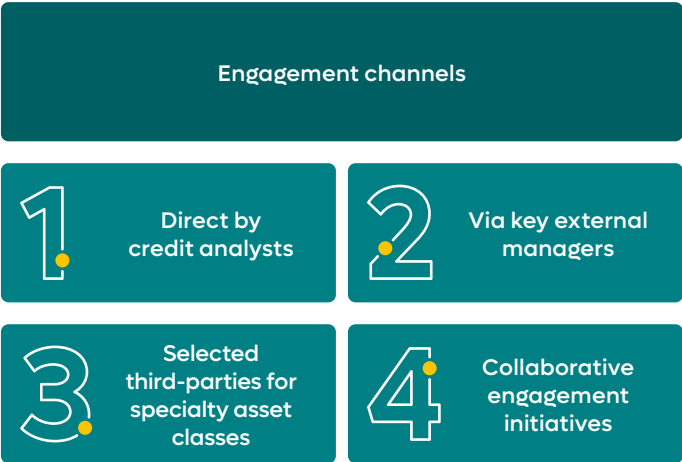 Engagement channels
1
Direct by
credit analysts
2
Via key external
managers
3
Selected
third-parties for
specialty asset
classes
4
Collaborative
engagement
initiatives